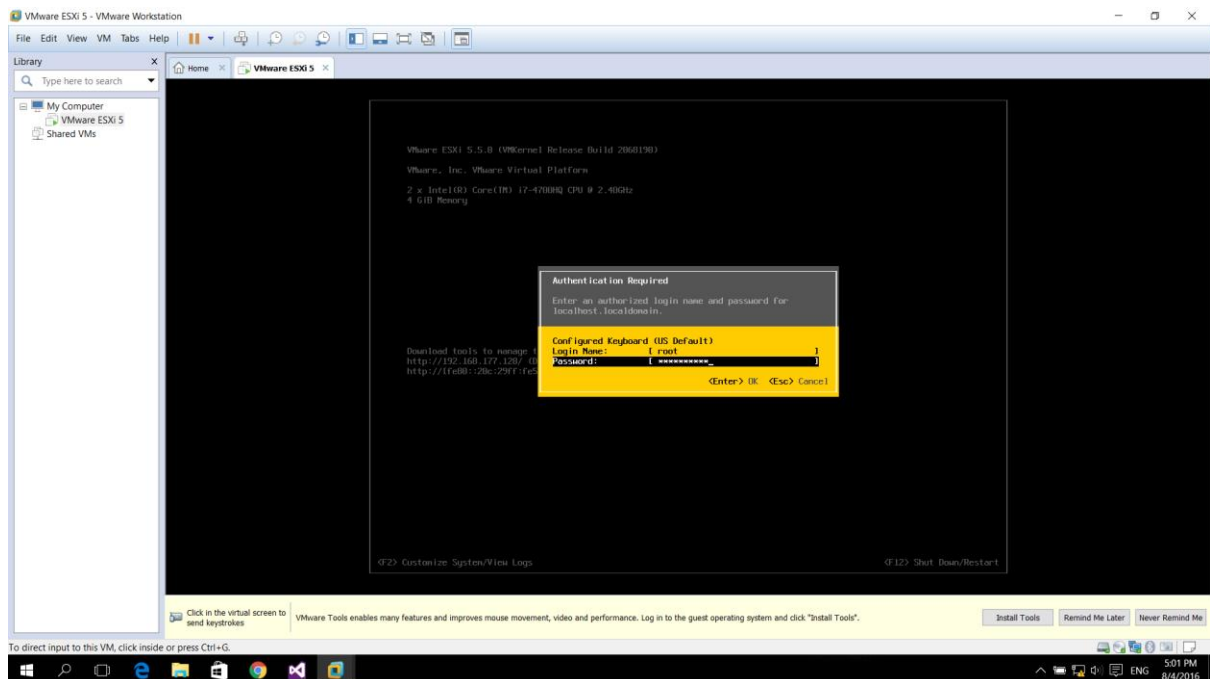 VMware ESXi 5 - VMware Workstation
File Edit View VM Tabs Help
Library X
Home ×
VMware ESXi 5 ×
Type here to search
My Computer
VMware ESXi 5
Shared VMs
VMware ESXi 5.5.0 (VMKernel Release Build 2068190)
VMware, Inc. VMware Virtual Platform
2 x Intel(R) Core(TM) i7-4700HQ CPU @ 2.40GHz
4 GiB Memory
Authentication Required
Enter an authorized login name and password for
localhost.localdomain.
Configured Keyboard (US Default)
Login Name: [ root ]
Password: [ **********_ ]
<Enter> OK <Esc> Cancel
Download tools to manage t
http://192.168.177.128/ (D
<F2> Customize System/View Logs
<F12> Shut Down/Restart
Click in the virtual screen to
send keystrokes
VMware Tools enables many features and improves mouse movement, video and performance. Log in to the guest operating system and click "Install Tools".
Install Tools
Remind Me Later
Never Remind Me
To direct input to this VM, click inside or press Ctrl+G.
ENG
5:01 PM
8/4/2016